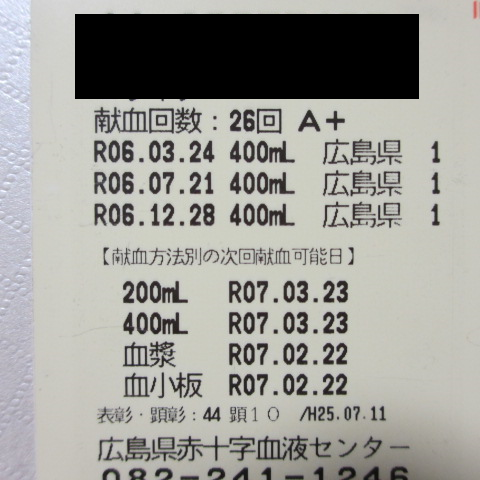 献血回数：26回 A+
R06.03.24 400mL 広島県 1
R06.07.21 400mL 広島県 1
R06.12.28 400mL 広島県 1
【献血方法別の次回献血可能日】
200mL R07.03.23
400mL R07.03.23
血漿 R07.02.22
血小板 R07.02.22
表彰・顕彰：44 顕10 /H25.07.11
広島県赤十字血液センター
082-241-1246